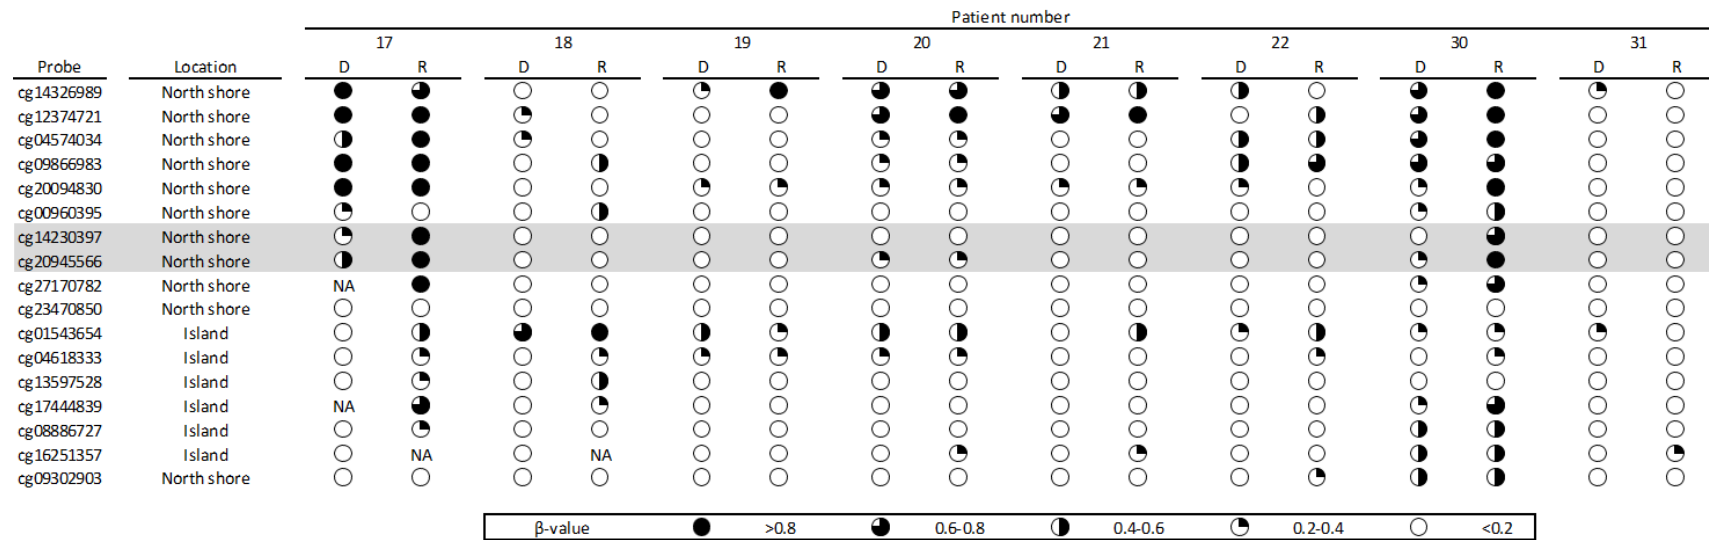 Patient number
17 18 19 20 21 22 30 31
Probe Location D R D R D R D R D R D R D R D R
cg14326989 North shore
cg12374721 North shore
cg04574034 North shore
cg09866983 North shore
cg20094830 North shore
cg00960395 North shore
cg14230397 North shore
cg20945566 North shore
cg27170782 North shore NA
cg23470850 North shore
cg01543654 Island
cg04618333 Island
cg13597528 Island
cg17444839 Island NA
cg08886727 Island
cg16251357 Island NA NA
cg09302903 North shore
β-value >0.8 0.6-0.8 0.4-0.6 0.2-0.4 <0.2